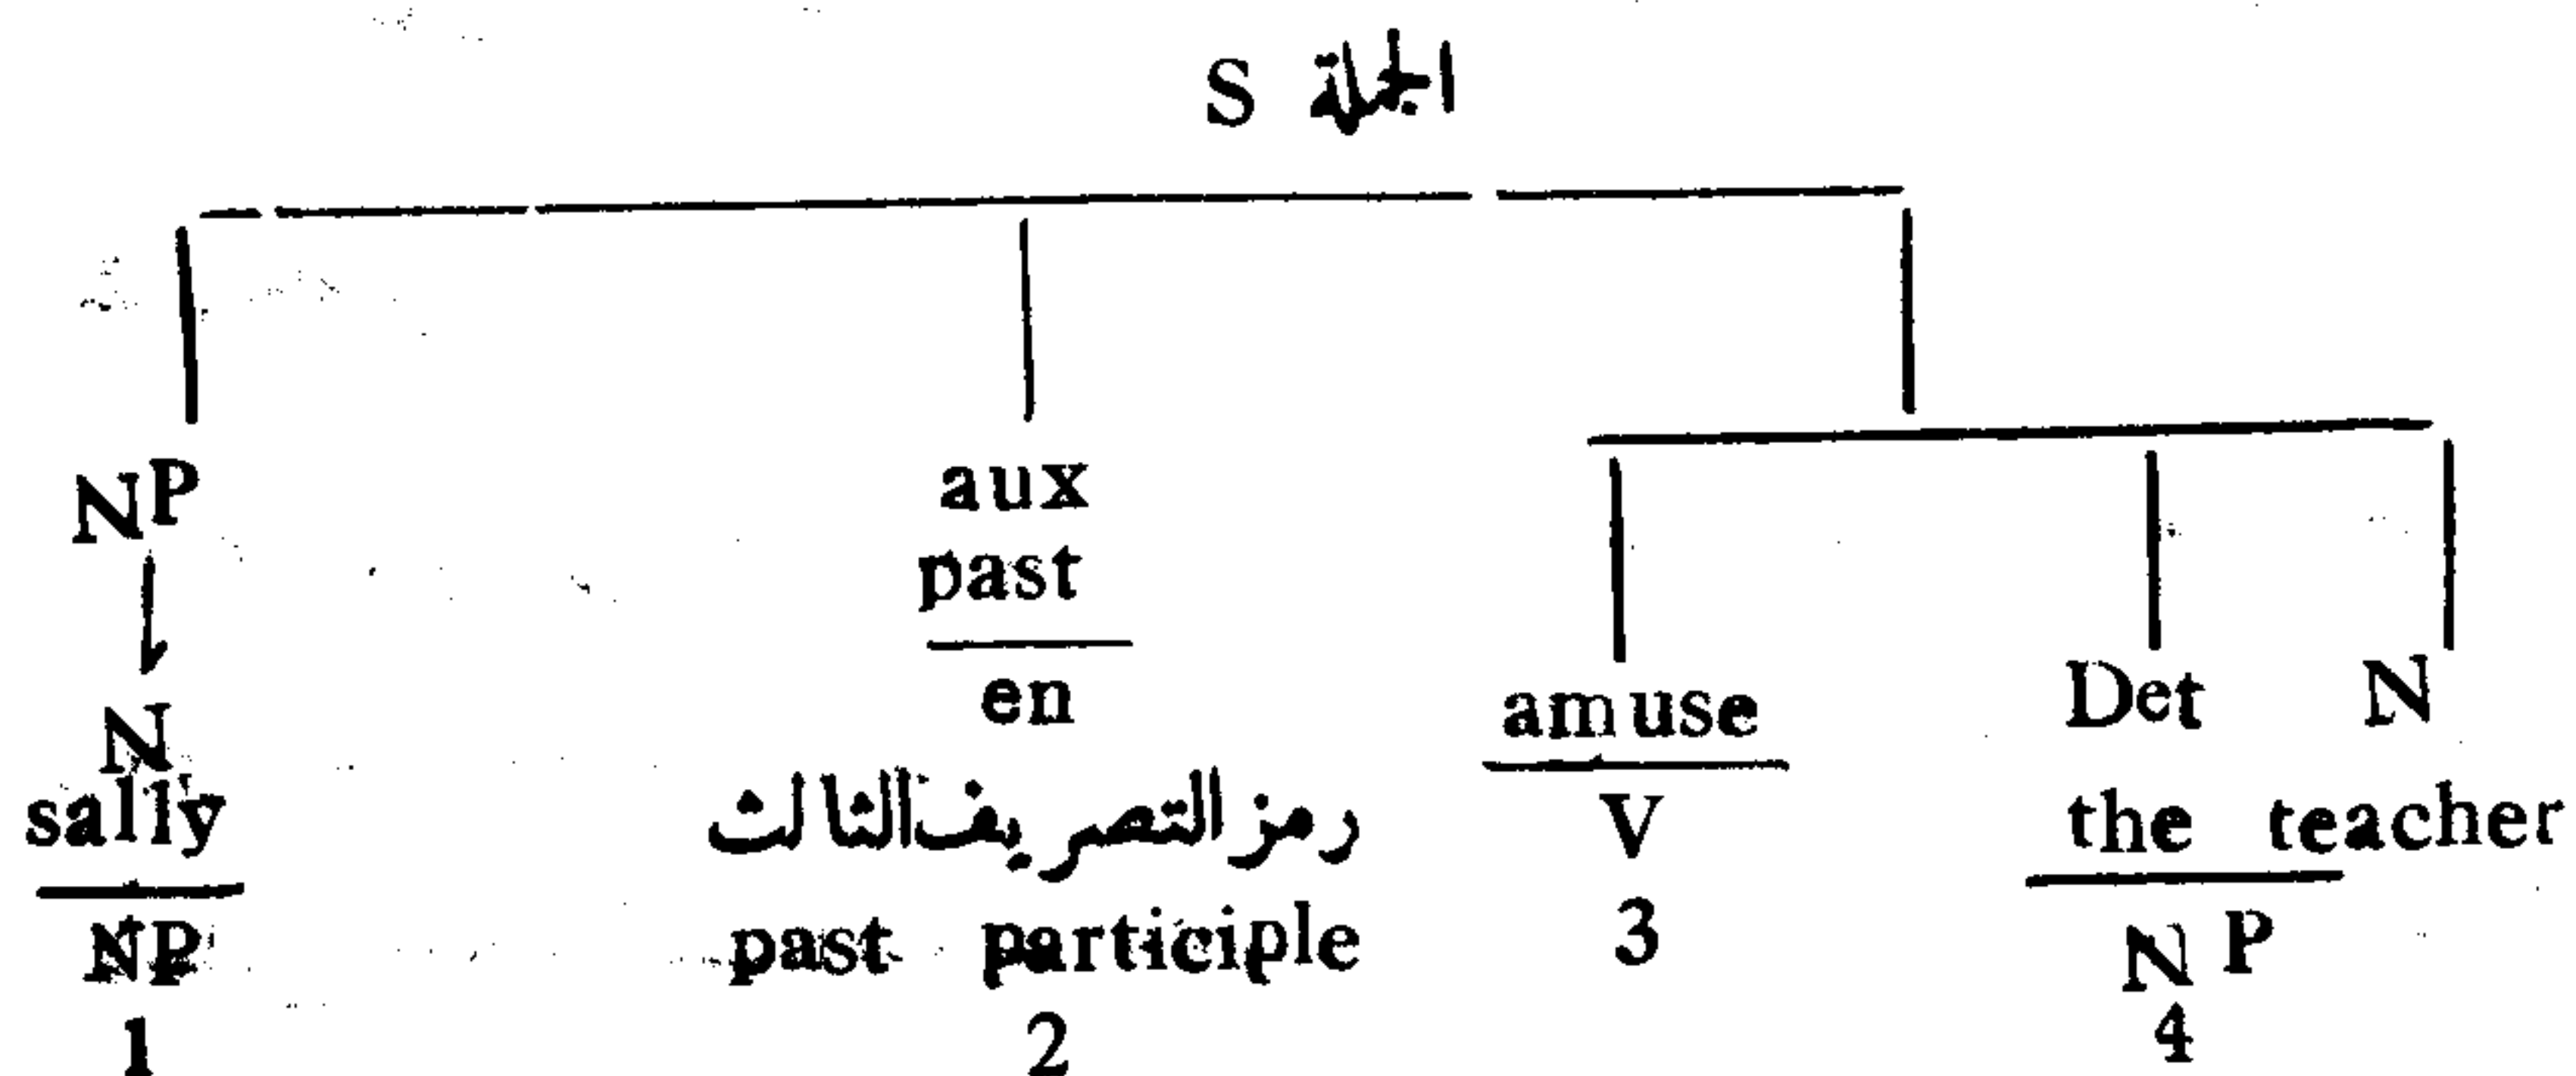 S الجملة
NP aux
past
en
N amuse Det N
sally رمز التصريف الثالث V the teacher
NP past participle 3 N P
1 2 4